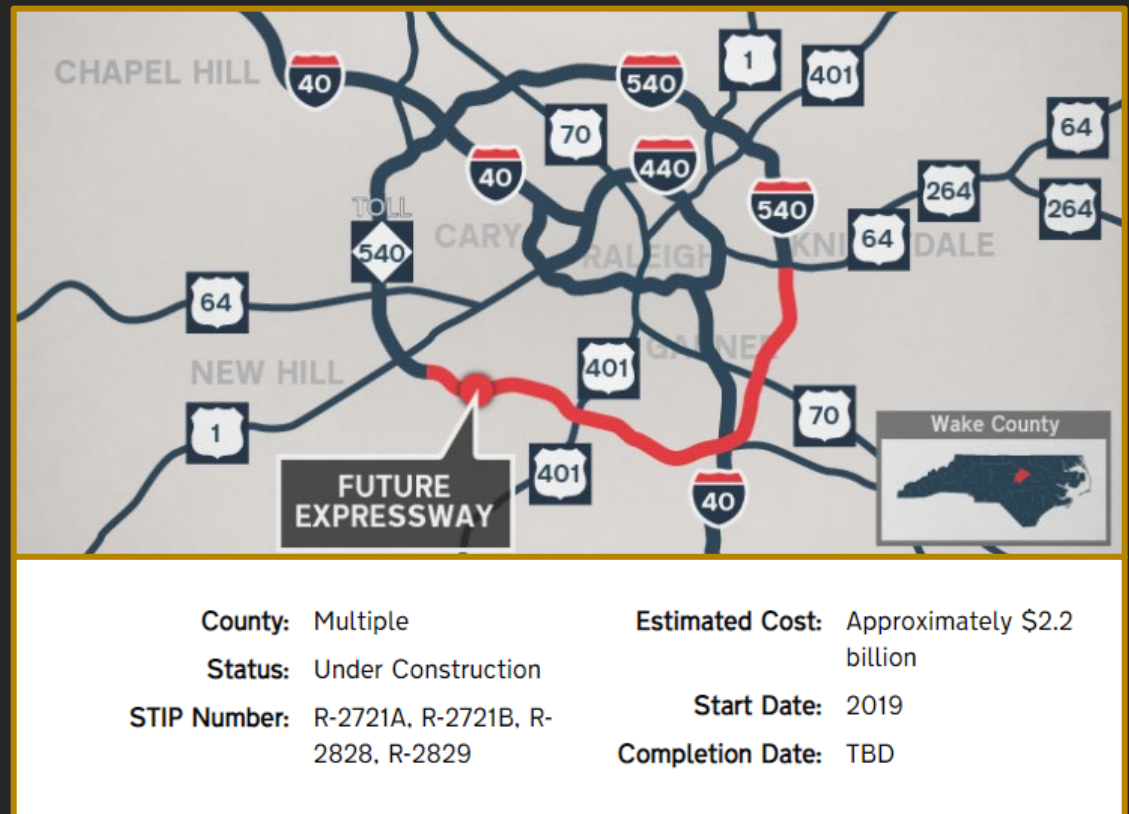 CHAPEL HILL
40
540
1
401
70
64
40
440
264
TOLL
540
264
540
CARY
RALEIGH
64
64
NEW HILL
401
1
70
Wake County
FUTURE
EXPRESSWAY
401
40
County: Multiple
Status: Under Construction
STIP Number: R-2721A, R-2721B, R-
2828, R-2829
Estimated Cost: Approximately $2.2
billion
Start Date: 2019
Completion Date: TBD